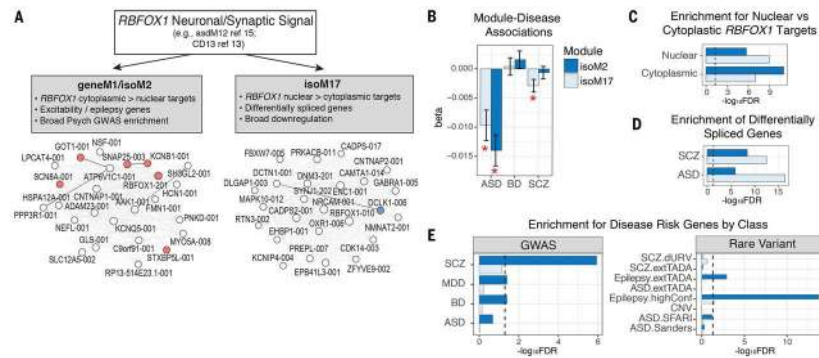 A
RBFOX1 Neuronal/Synaptic Signal
(e.g., asdM12 ref 15;
CD13 ref 13)
geneM1/isoM2
• RBFOX1 cytoplasmic > nuclear targets
• Excitability / epilepsy genes
• Broad Psych GWAS enrichment
isoM17
• RBFOX1 nuclear > cytoplasmic targets
• Differentially spliced genes
• Broad downregulation
NSF-001
GOT1-001
SNAP25-003
KCNB1-001
LPCAT4-001
ATP6V1C1-001
SH3GL2-001
SCN8A-001
RBFOX1-201
HCN1-001
HSPA12A-001
CNTNAP1-001
AAK1-001
ADAM23-001
FMN1-001
PPP3R1-001
PNKD-001
NEFL-001
KCNQ5-001
GLS-001
MYO5A-008
C9orf91-001
STXBP5L-001
SLC12A5-002
RP13-514E23.1-001
CADPS-017
FBXW7-005
PRKACB-011
CNTNAP2-001
DCTN1-001
CAMTA1-014
DNM3-201
GABRA1-005
DLGAP1-003
SYNJ1-202
ENC1-001
MAPK10-012
NRCAM-001
DCLK1-006
CADPS2-001
RBFOX1-010
RTN3-002
OXR1-006
NMNAT2-001
EHBP1-001
PREPL-007
CDK14-003
KCNIP4-004
ZFYVE9-002
EPB41L3-001
B
Module-Disease
Associations
0.000
-0.005
-0.010
-0.015
beta
*
*
*
ASD
BD
SCZ
Module
isoM2
isoM17
C
Enrichment for Nuclear vs
Cytoplastic RBFOX1 Targets
Nuclear
Cytoplasmic
0
3
6
9
-log₁₀FDR
D
Enrichment of Differentially
Spliced Genes
SCZ
ASD
0
5
10
15
-log₁₀FDR
E
Enrichment for Disease Risk Genes by Class
GWAS
SCZ
MDD
BD
ASD
0
2
4
6
-log₁₀FDR
Rare Variant
SCZ.dURV
SCZ.extTADA
Epilepsy.extTADA
ASD.extTADA
Epilepsy.highConf
CNV
ASD.SFARI
ASD.Sanders
0
5
10
-log₁₀FDR